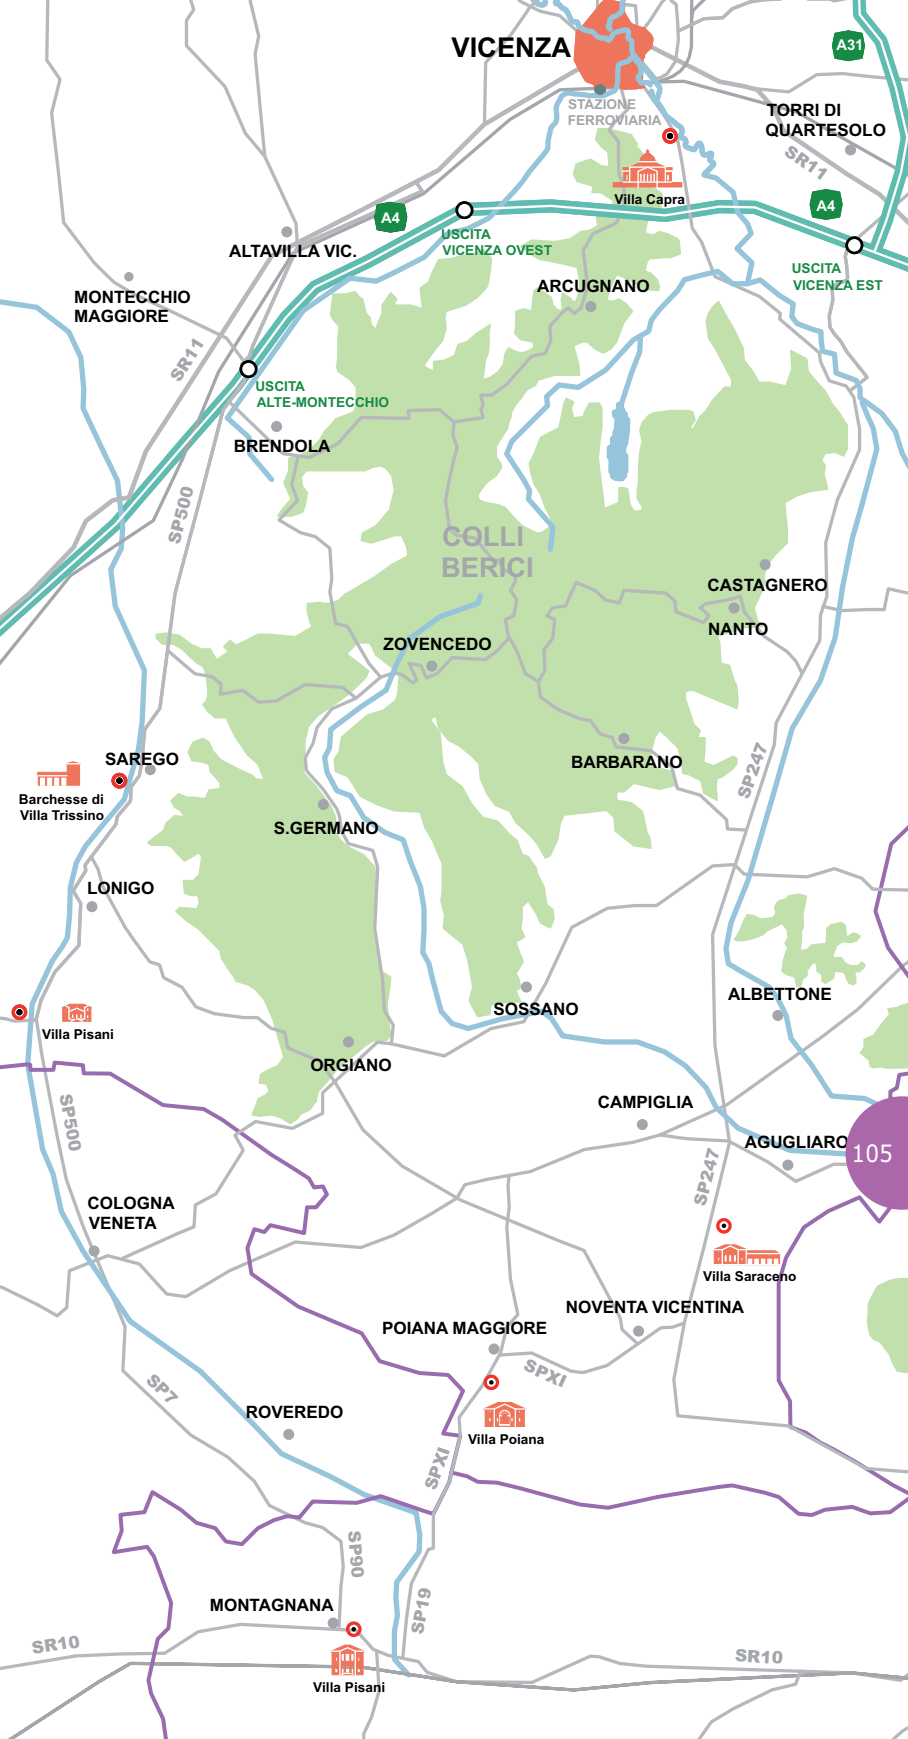 VICENZA
A31
STAZIONE
FERROVIARIA
TORRI DI
QUARTESOLO
SR11
Villa Capra
A4
A4
USCITA
VICENZA OVEST
ALTAVILLA VIC.
USCITA
VICENZA EST
ARCUGNANO
MONTECCHIO
MAGGIORE
SR11
USCITA
ALTE-MONTECCHIO
BRENDOLA
SP500
COLLI
BERICI
CASTAGNERO
NANTO
ZOVENCEDO
BARBARANO
SP247
SAREGO
Barchesse di
Villa Trissino
S.GERMANO
LONIGO
ALBETTONE
SOSSANO
Villa Pisani
ORGIANO
CAMPIGLIA
SP500
AGUGLIARO
105
SP247
COLOGNA
VENETA
Villa Saraceno
NOVENTA VICENTINA
POIANA MAGGIORE
SPXI
SP7
ROVEREDO
Villa Poiana
SPXI
SP90
MONTAGNANA
SP19
SR10
SR10
Villa Pisani